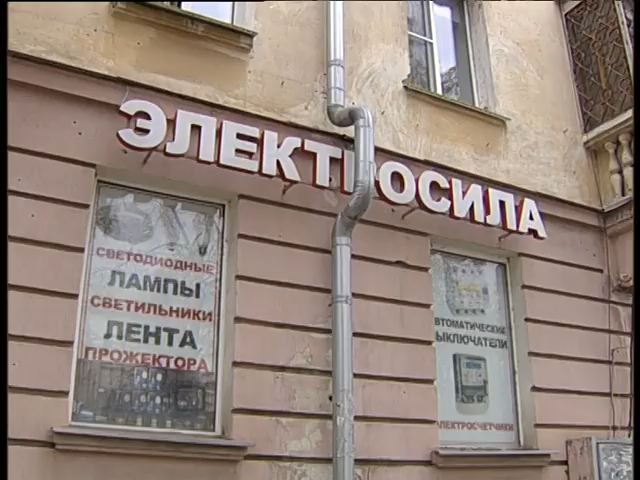 ЭЛЕКТРОСИЛА
СВЕТОДИОДНЫЕ
ЛАМПЫ
СВЕТИЛЬНИКИ
ЛЕНТА
ПРОЖЕКТОРА
ВТОМАТИЧЕСКИЕ
ЫКЛЮЧАТЕЛИ
ЛЕКТРОСЧЕТЧИКИ